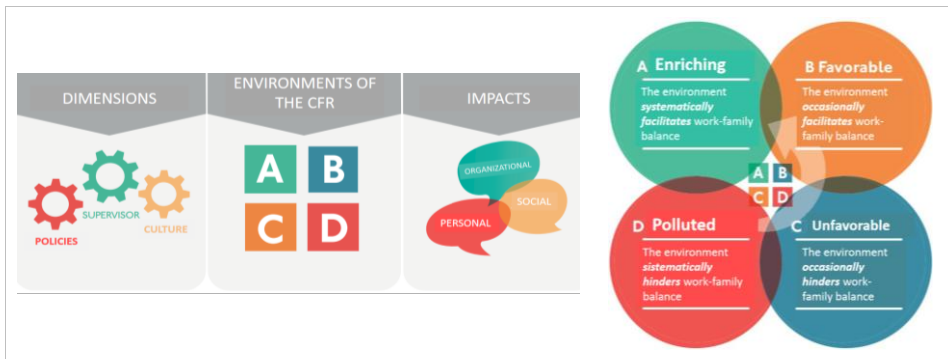 DIMENSIONS
ENVIRONMENTS OF
THE CFR
IMPACTS
POLICIES
SUPERVISOR
CULTURE
A B
C D
ORGANIZATIONAL
SOCIAL
PERSONAL
A Enriching
The environment
systematically
facilitates work-family
balance
B Favorable
The environment
occasionally
facilitates work-
family balance
A B
C D
D Polluted
The environment
sistematically
hinders work-family
balance
C Unfavorable
The environment
occasionally
hinders work-
family balance